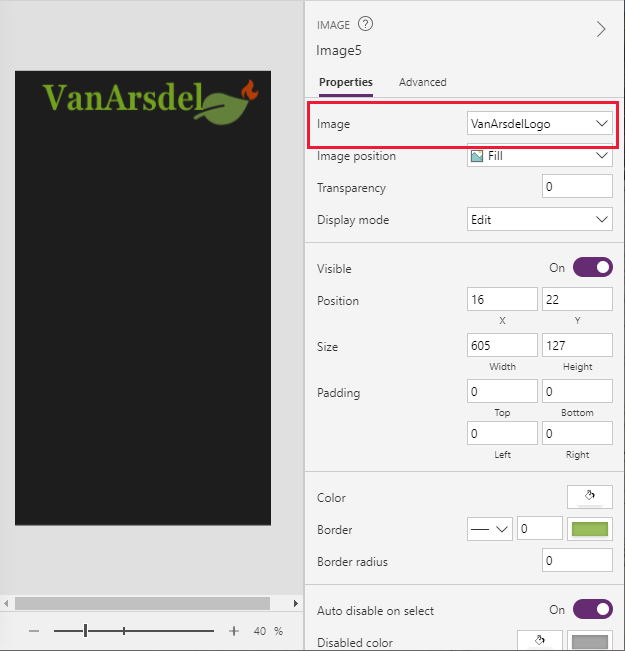 IMAGE ?
Image5
Properties Advanced
VanArsdel
Image VanArsdelLogo
Image position Fill
Transparency 0
Display mode Edit
Visible On
Position 16 22
X Y
Size 605 127
Width Height
Padding 0 0
Top Bottom
0 0
Left Right
Color
Border 0
Border radius 0
Auto disable on select On
Disabled color
40 %